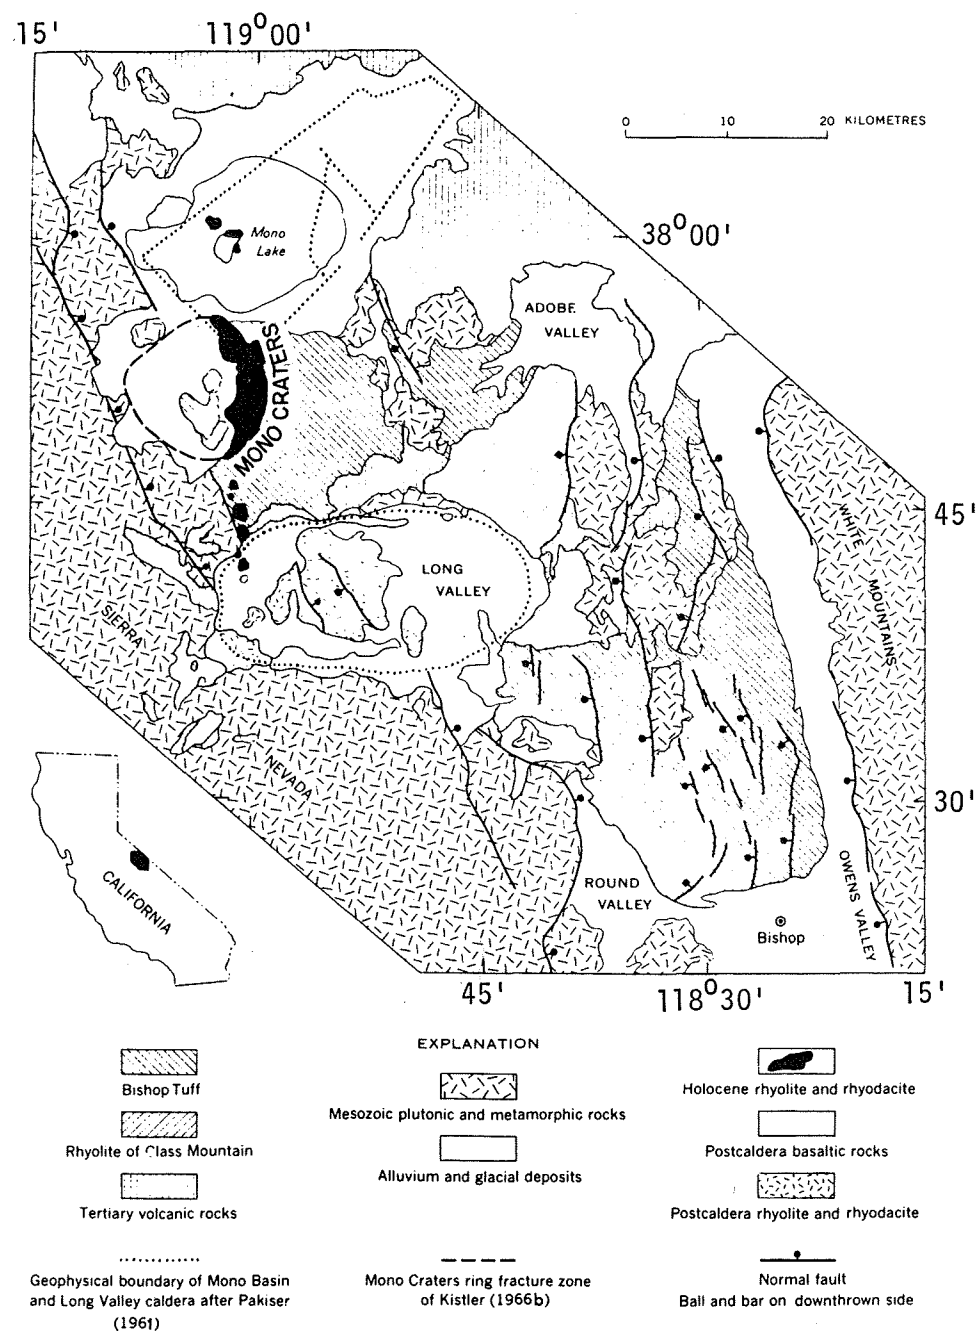 15'
119°00'
0 10 20 KILOMETRES
38°00'
Mono
Lake
ADOBE
VALLEY
MONO CRATERS
45'
WHITE
MOUNTAINS
LONG
VALLEY
SIERRA
NEVADA
30'
CALIFORNIA
ROUND
VALLEY
OWENS VALLEY
Bishop
45'
118°30'
15'
EXPLANATION
Bishop Tuff
Mesozoic plutonic and metamorphic rocks
Holocene rhyolite and rhyodacite
Rhyolite of Glass Mountain
Alluvium and glacial deposits
Postcaldera basaltic rocks
Tertiary volcanic rocks
Postcaldera rhyolite and rhyodacite
Geophysical boundary of Mono Basin
and Long Valley caldera after Pakiser
(1961)
Mono Craters ring fracture zone
of Kistler (1966b)
Normal fault
Ball and bar on downthrown side